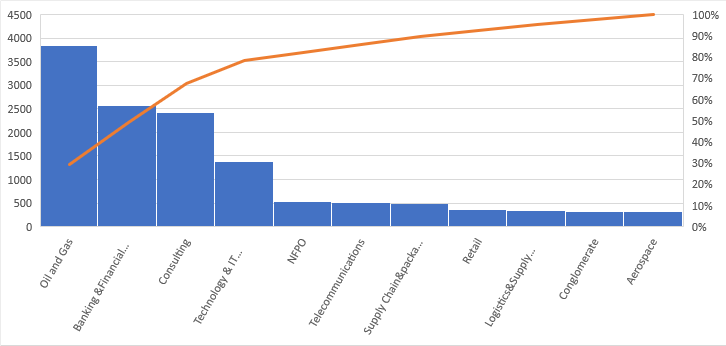 4500
4000
3500
3000
2500
2000
1500
1000
500
0
100%
90%
80%
70%
60%
50%
40%
30%
20%
10%
0%
Oil and Gas
Banking &Financial...
Consulting
Technology & IT...
NFPO
Telecommunications
Supply Chain&packa...
Retail
Logistics&Supply...
Conglomerate
Aerospace